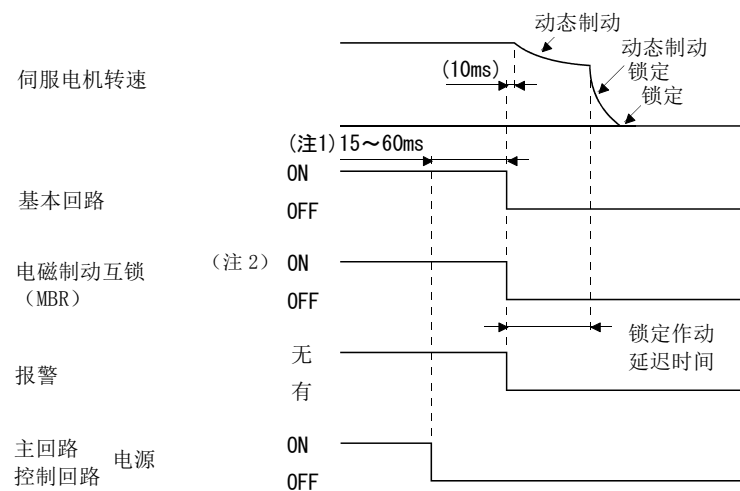 动态制动
动态制动
锁定
锁定
伺服电机转速
(10ms)
(注1)15～60ms
基本回路
ON
OFF
电磁制动互锁
（MBR）
（注 2）
ON
OFF
锁定作动
延迟时间
报警
无
有
主回路
控制回路
电源
ON
OFF